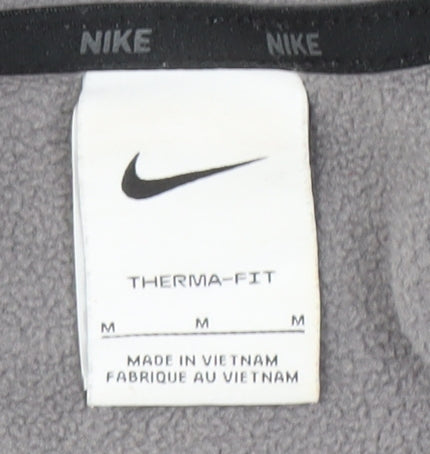 NIKE NIKE
THERMA-FIT
M M M
MADE IN VIETNAM
FABRIQUE AU VIETNAM